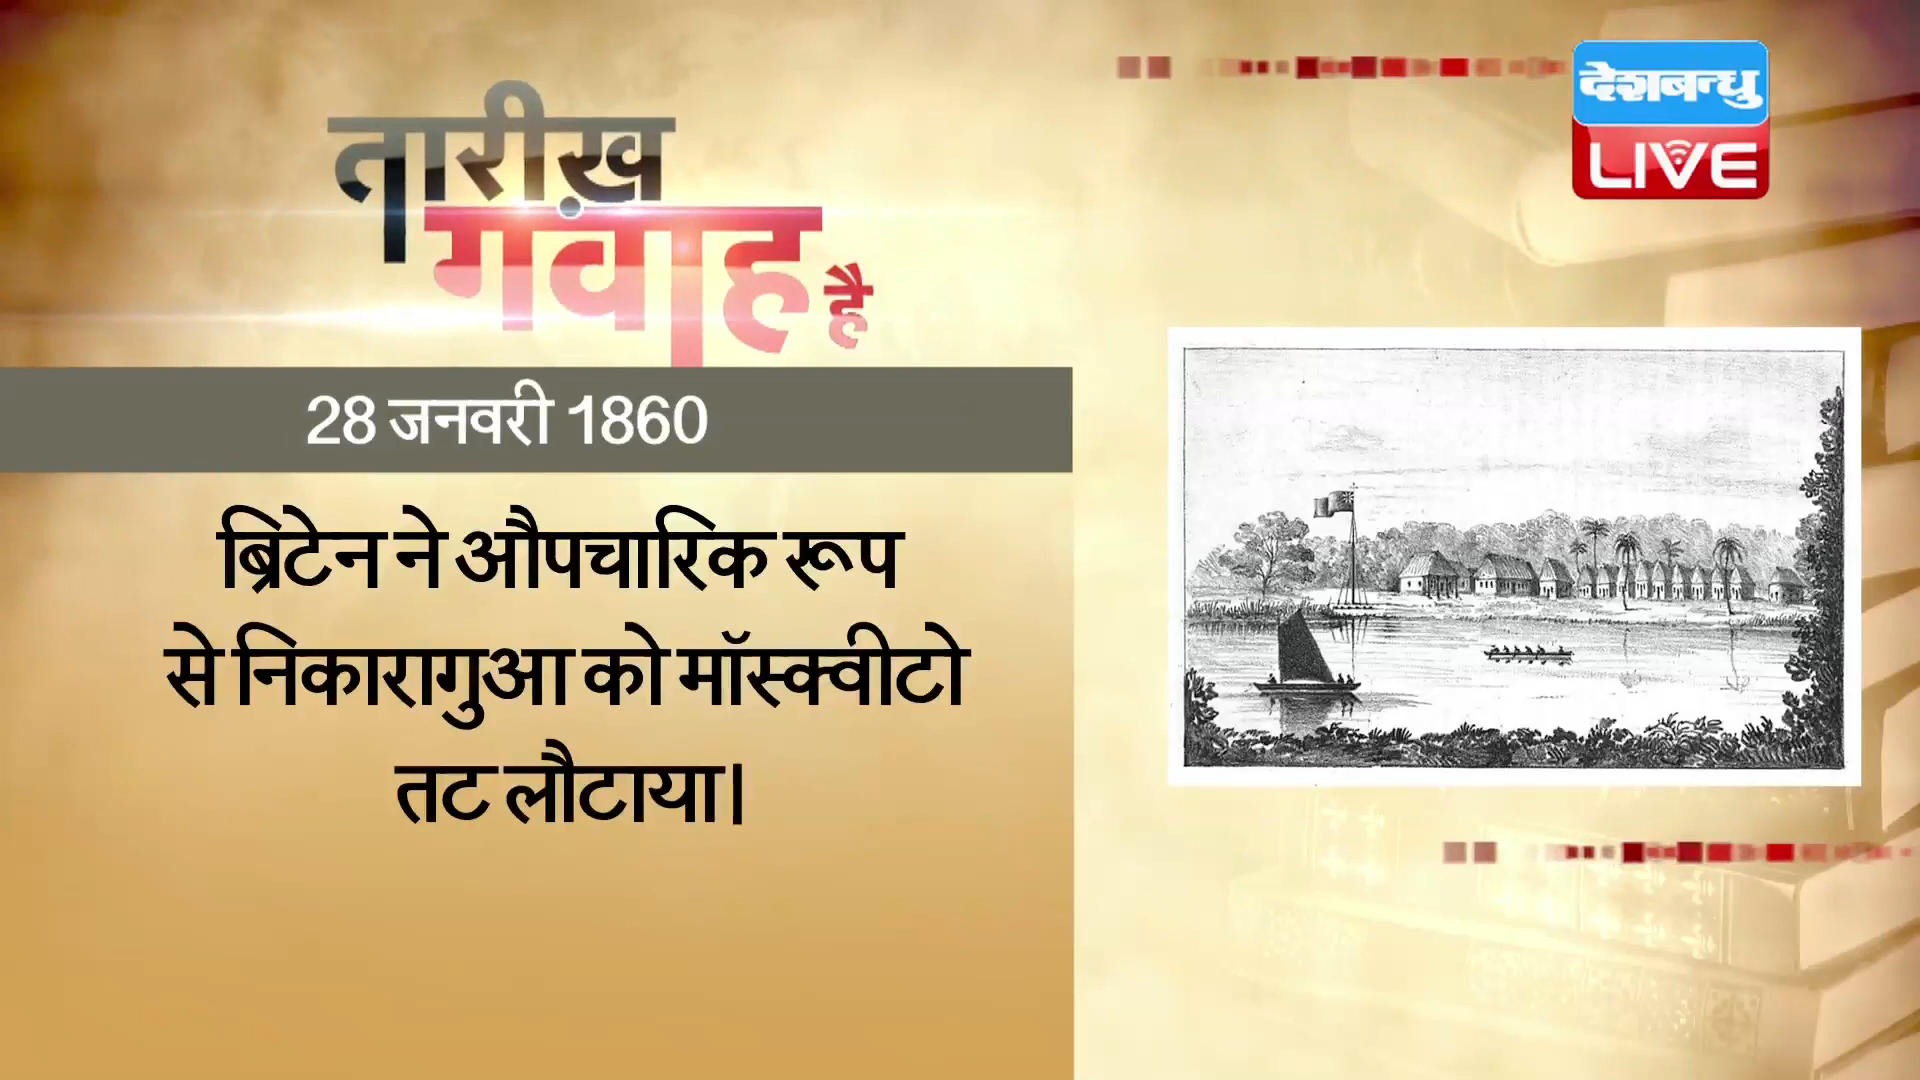 तारीख़
गवाह है
देशबन्धु
LIVE
28 जनवरी 1860
ब्रिटेन ने औपचारिक रूप
से निकारागुआ को मॉस्क्वीटो
तट लौटाया।